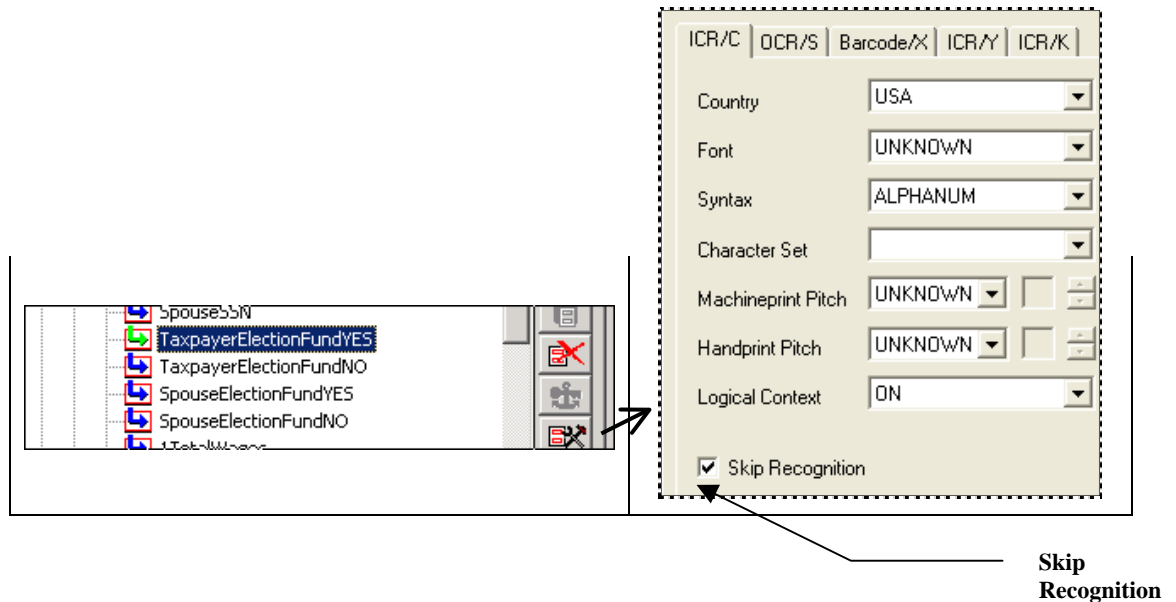 SpouseSSN
TaxpayerElectionFundYES
TaxpayerElectionFundNO
SpouseElectionFundYES
SpouseElectionFundNO
1TotalWages
ICR/C OCR/S Barcode/X ICR/Y ICR/K
Country USA
Font UNKNOWN
Syntax ALPHANUM
Character Set
Machineprint Pitch UNKNOWN
Handprint Pitch UNKNOWN
Logical Context ON
Skip Recognition
Skip
Recognition